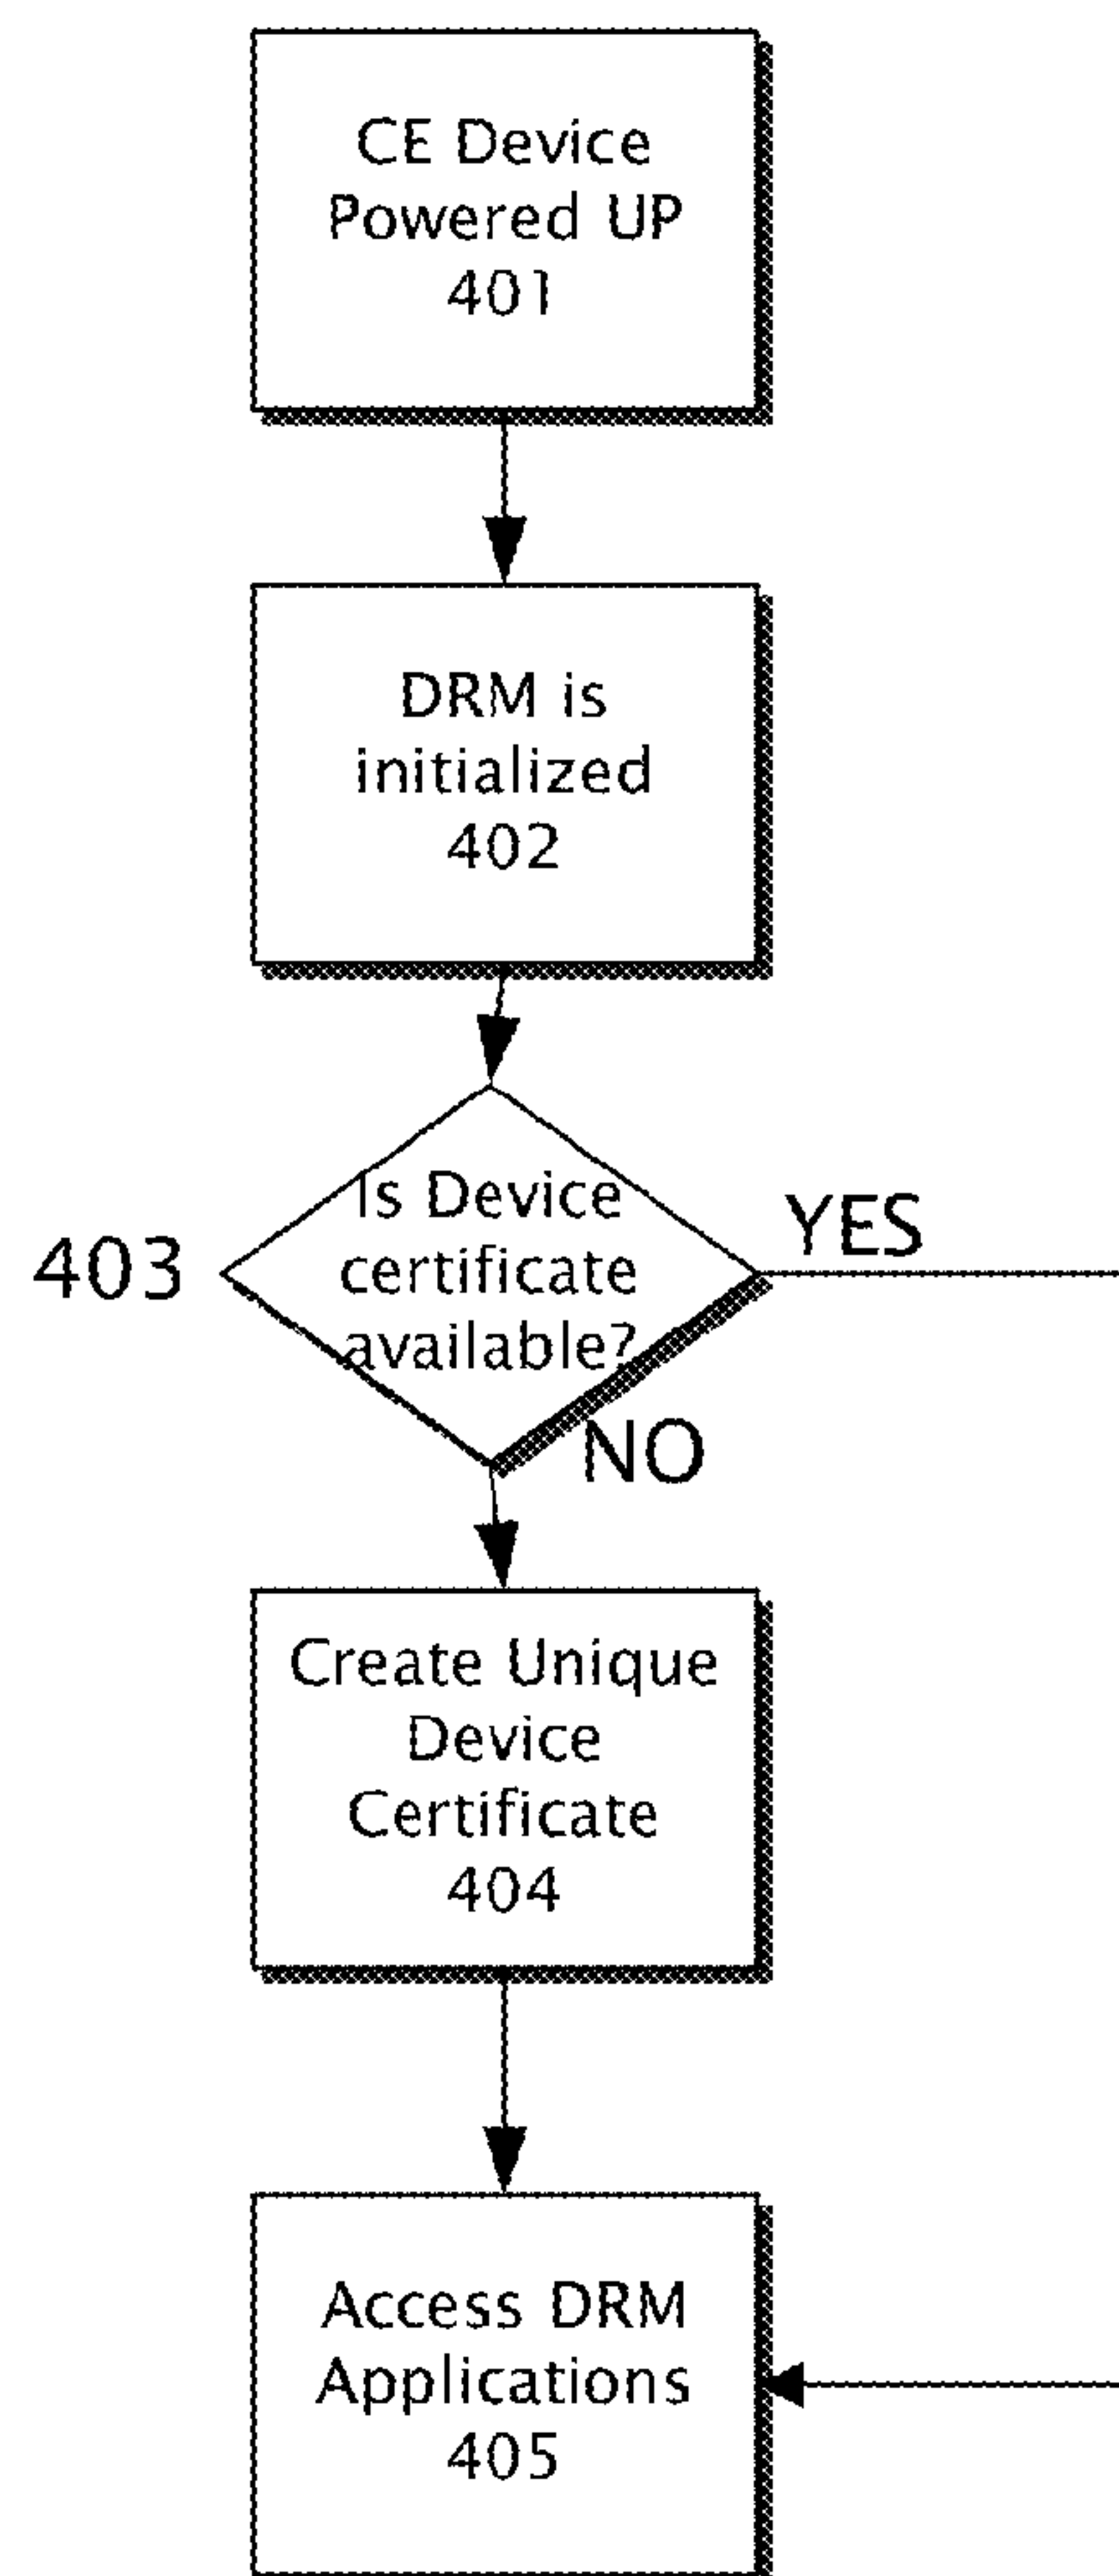 CE Device
Powered UP
401
DRM is
initialized
402
403
Is Device
certificate
available?
YES
NO
Create Unique
Device
Certificate
404
Access DRM
Applications
405